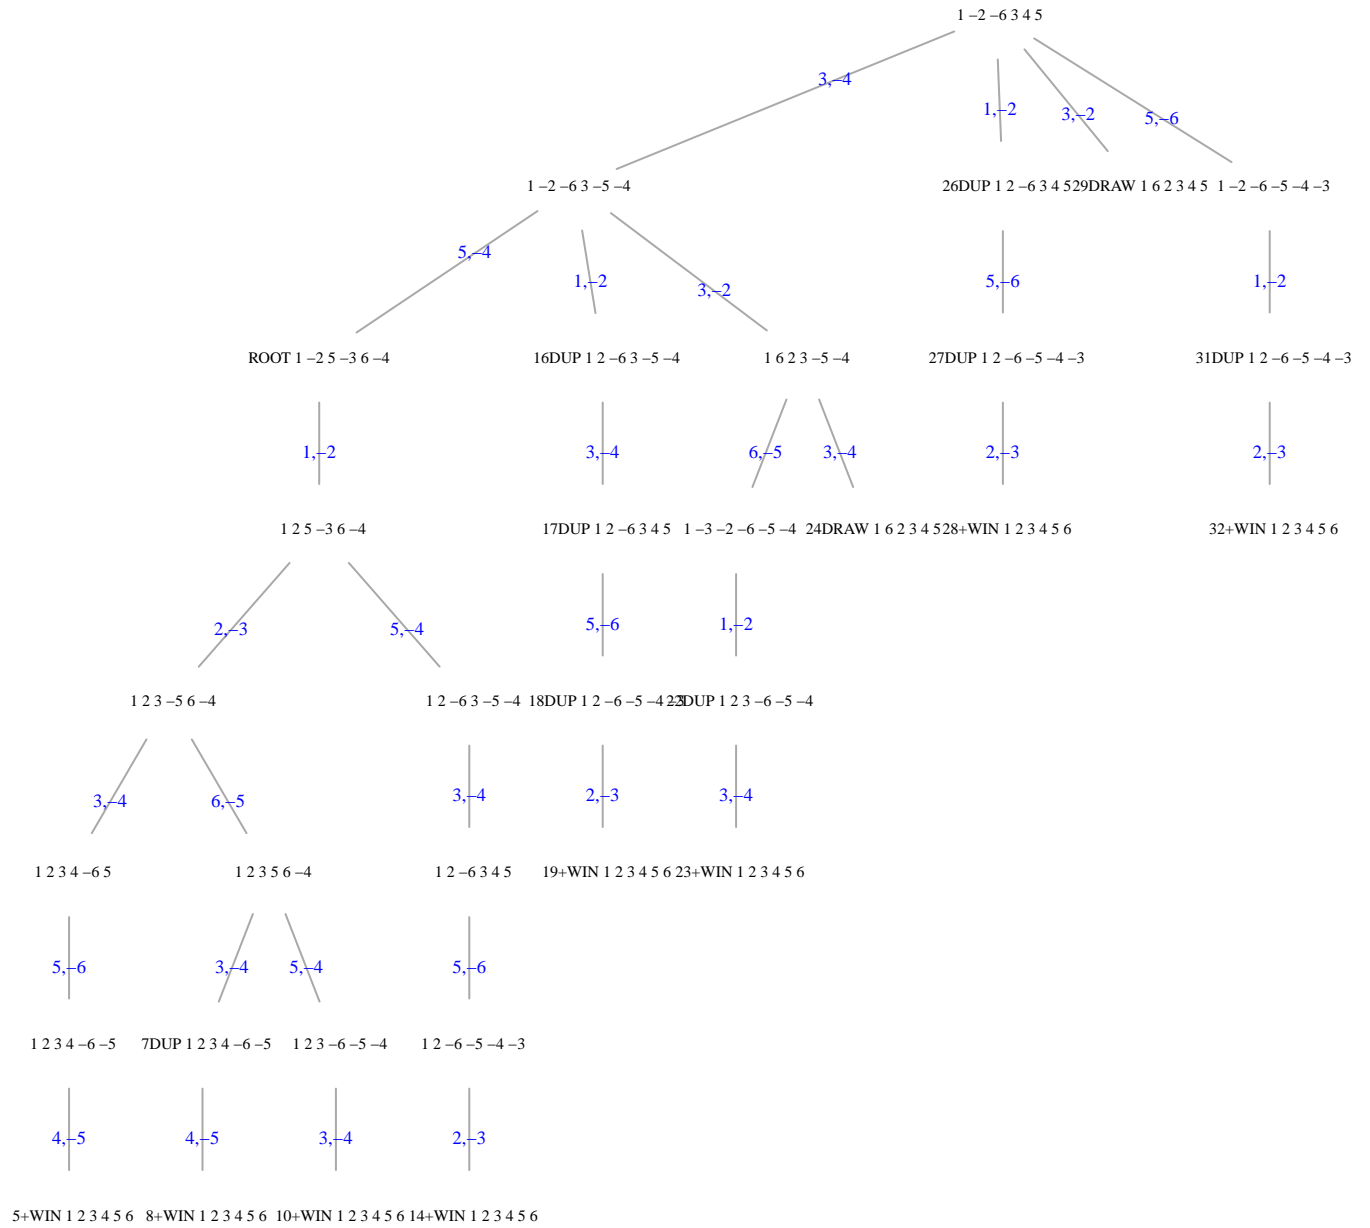 1 –2 –6 3 4 5
3,–4
1,–2
3,–2
5,–6
1 –2 –6 3 –5 –4
26DUP 1 2 –6 3 4 5
29DRAW 1 6 2 3 4 5
1 –2 –6 –5 –4 –3
5,–4
1,–2
3,–2
5,–6
1,–2
ROOT 1 –2 5 –3 6 –4
16DUP 1 2 –6 3 –5 –4
1 6 2 3 –5 –4
27DUP 1 2 –6 –5 –4 –3
31DUP 1 2 –6 –5 –4 –3
1,–2
3,–4
6,–5
3,–4
2,–3
2,–3
1 2 5 –3 6 –4
17DUP 1 2 –6 3 4 5
1 –3 –2 –6 –5 –4
24DRAW 1 6 2 3 4 5
28+WIN 1 2 3 4 5 6
32+WIN 1 2 3 4 5 6
2,–3
5,–4
5,–6
1,–2
1 2 3 –5 6 –4
1 2 –6 3 –5 –4
18DUP 1 2 –6 –5 –4 –3
22DUP 1 2 3 –6 –5 –4
3,–4
6,–5
3,–4
2,–3
3,–4
1 2 3 4 –6 5
1 2 3 5 6 –4
1 2 –6 3 4 5
19+WIN 1 2 3 4 5 6
23+WIN 1 2 3 4 5 6
5,–6
3,–4
5,–4
5,–6
1 2 3 4 –6 –5
7DUP 1 2 3 4 –6 –5
1 2 3 –6 –5 –4
1 2 –6 –5 –4 –3
4,–5
4,–5
3,–4
2,–3
5+WIN 1 2 3 4 5 6
8+WIN 1 2 3 4 5 6
10+WIN 1 2 3 4 5 6
14+WIN 1 2 3 4 5 6